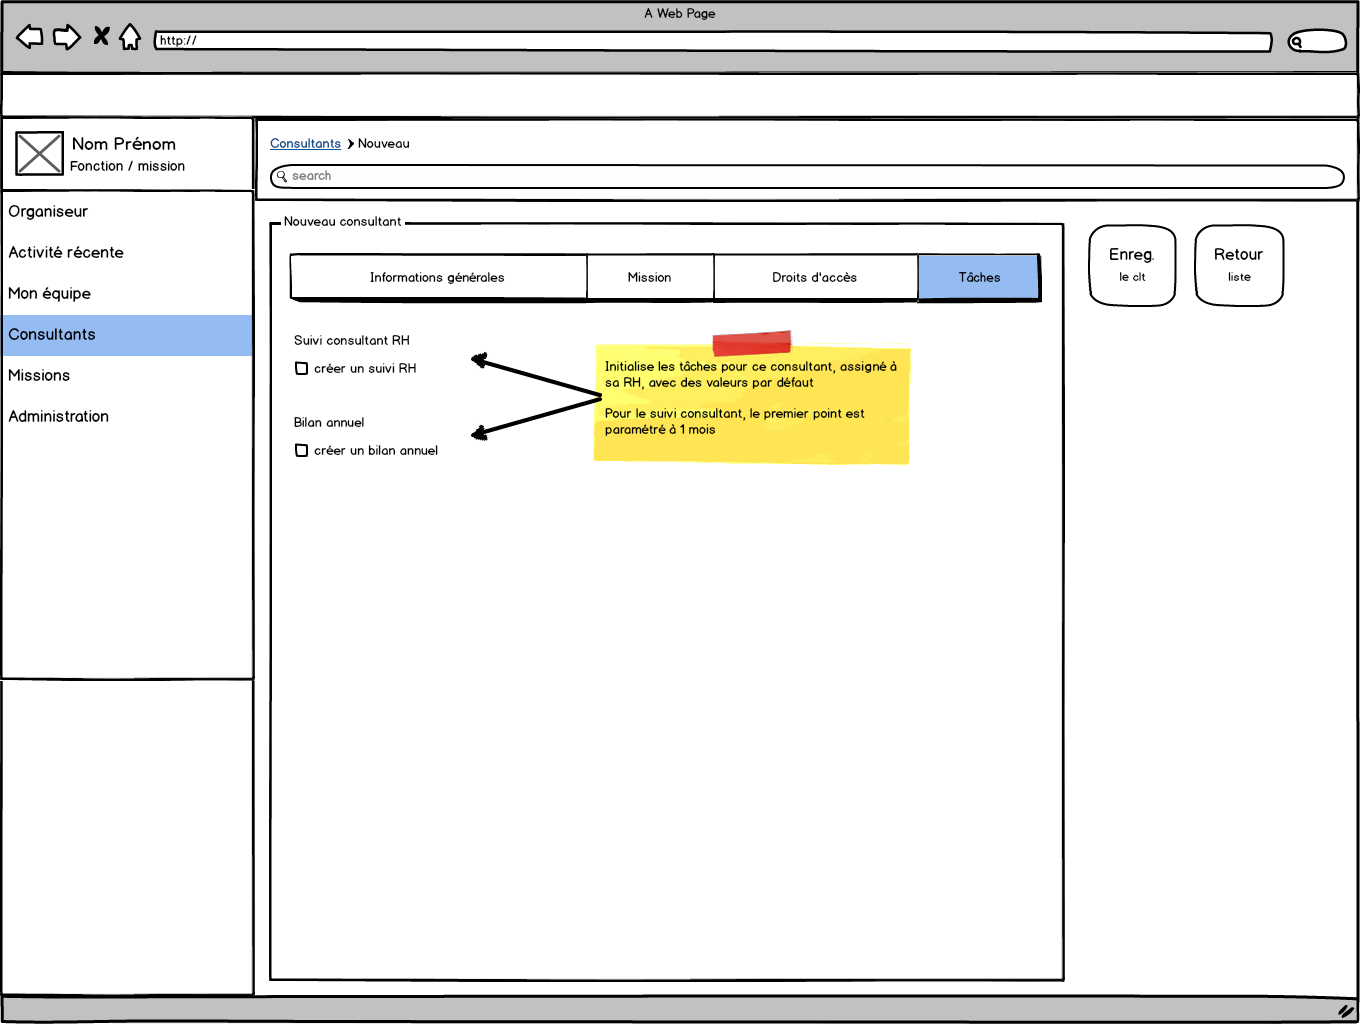 A Web Page
http://
Nom Prénom
Fonction / mission
Organiseur
Activité récente
Mon équipe
Consultants
Missions
Administration
Consultants Nouveau
search
Nouveau consultant
Informations générales Mission Droits d'accès Tâches
Suivi consultant RH
créer un suivi RH
Bilan annuel
créer un bilan annuel
Initialise les tâches pour ce consultant, assigné à
sa RH, avec des valeurs par défaut
Pour le suivi consultant, le premier point est
paramétré à 1 mois
Enreg.
le clt
Retour
liste